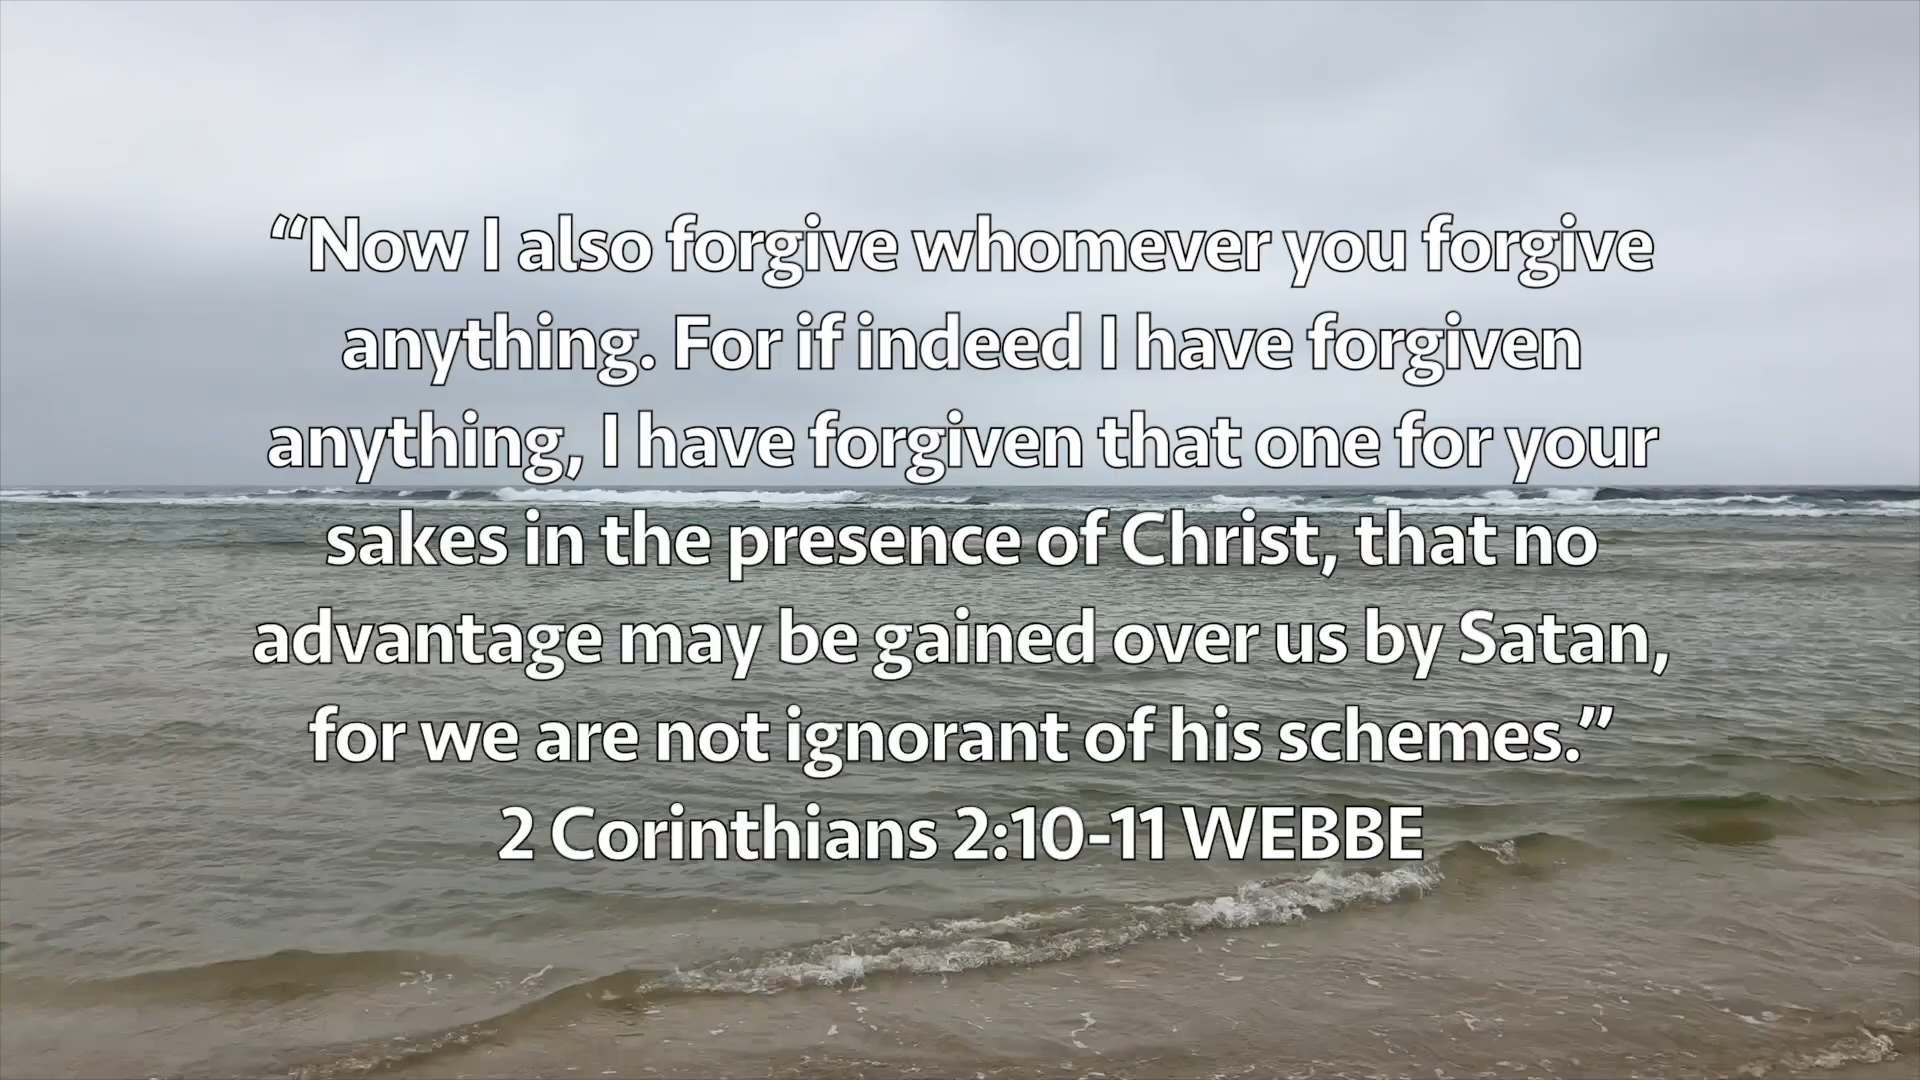 “Now I also forgive whomever you forgive
anything. For if indeed I have forgiven
anything, I have forgiven that one for your
sakes in the presence of Christ, that no
advantage may be gained over us by Satan,
for we are not ignorant of his schemes.”
2 Corinthians 2:10-11 WEBBE